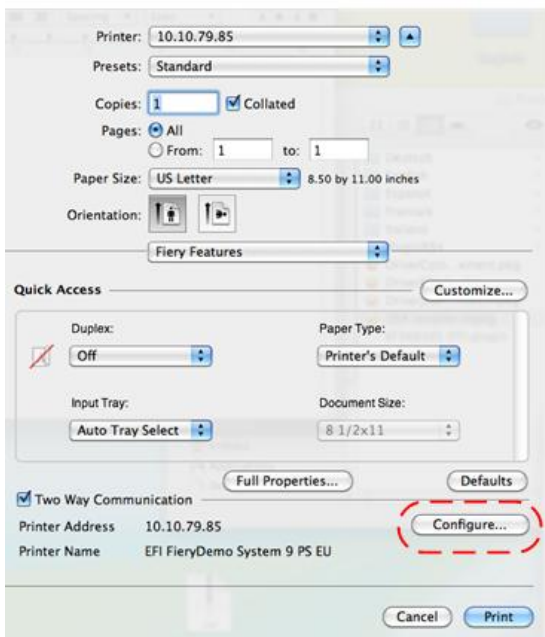 Printer: 10.10.79.85
Presets: Standard
Copies: 1 Collated
Pages: All
From: 1 to: 1
Paper Size: US Letter 8.50 by 11.00 inches
Orientation:
Fiery Features
Quick Access Customize...
Duplex: Paper Type:
Off Printer's Default
Input Tray: Document Size:
Auto Tray Select 8 1/2x11
Full Properties... Defaults
Two Way Communication
Printer Address 10.10.79.85 Configure...
Printer Name EFI FieryDemo System 9 PS EU
Cancel Print